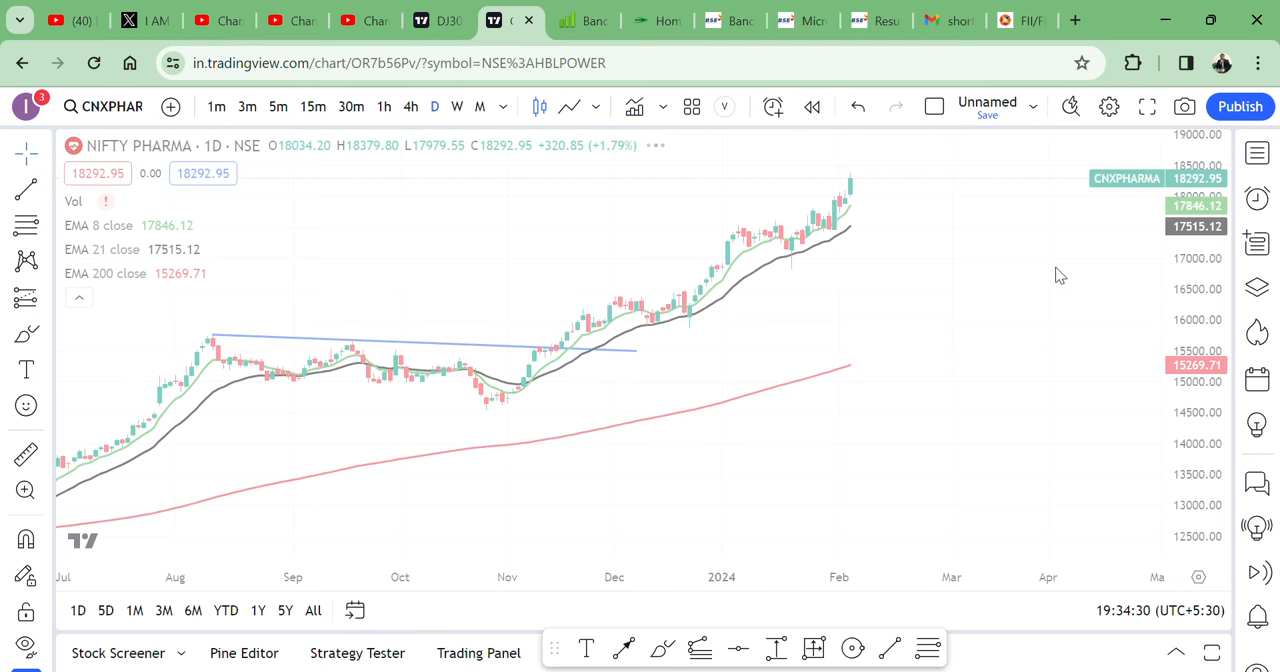 (40) I AM Chan Chan Chan DJ30 Banc Hom Banc Micr Resu short FII/F
in.tradingview.com/chart/OR7b56Pv/?symbol=NSE%3AHBLPOWER
I 3 CNXPHAR 1m 3m 5m 15m 30m 1h 4h D W M V Unnamed Save Publish
NIFTY PHARMA · 1D · NSE O18034.20 H18379.80 L17979.55 C18292.95 +320.85 (+1.79%)
18292.95 0.00 18292.95
Vol
EMA 8 close 17846.12
EMA 21 close 17515.12
EMA 200 close 15269.71
19000.00
18500.00
CNXPHARMA 18292.95
17846.12
17515.12
17000.00
16500.00
16000.00
15500.00
15269.71
15000.00
14500.00
14000.00
13500.00
13000.00
12500.00
Jul Aug Sep Oct Nov Dec 2024 Feb Mar Apr Ma
1D 5D 1M 3M 6M YTD 1Y 5Y All 19:34:30 (UTC+5:30)
Stock Screener Pine Editor Strategy Tester Trading Panel